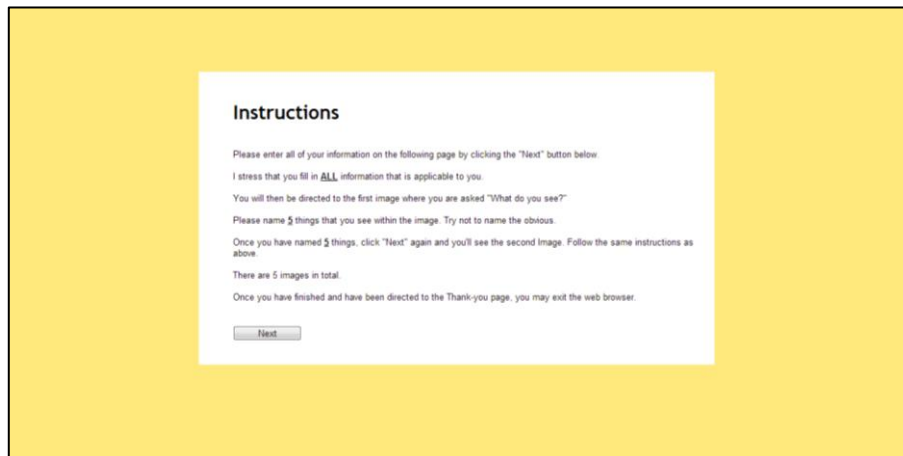 Instructions
Please enter all of your information on the following page by clicking the "Next" button below.
I stress that you fill in ALL information that is applicable to you.
You will then be directed to the first image where you are asked "What do you see?"
Please name 5 things that you see within the image. Try not to name the obvious.
Once you have named 5 things, click "Next" again and you'll see the second Image. Follow the same instructions as
above.
There are 5 images in total.
Once you have finished and have been directed to the Thank-you page, you may exit the web browser.
Next